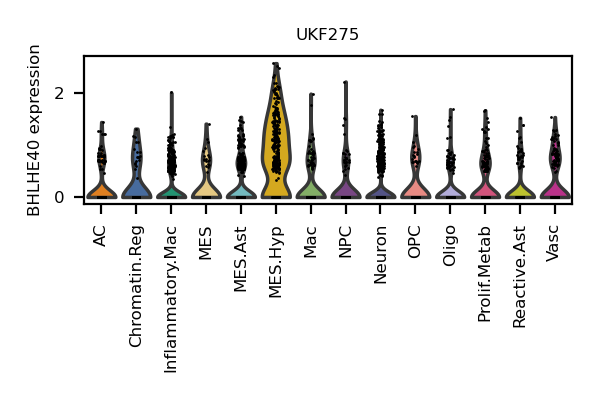 UKF275
BHLHE40 expression
2
0
AC
Chromatin.Reg
Inflammatory.Mac
MES
MES.Ast
MES.Hyp
Mac
NPC
Neuron
OPC
Oligo
Prolif.Metab
Reactive.Ast
Vasc